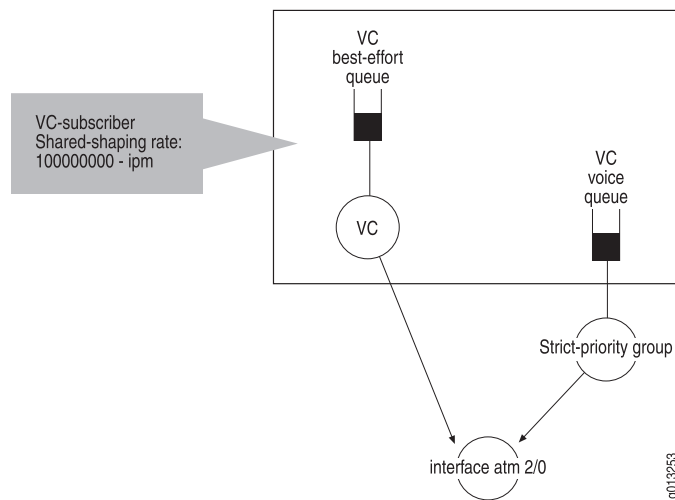 VC
best-effort
queue
VC-subscriber
Shared-shaping rate:
100000000 - ipm
VC
voice
queue
VC
Strict-priority group
interface atm 2/0
g013253